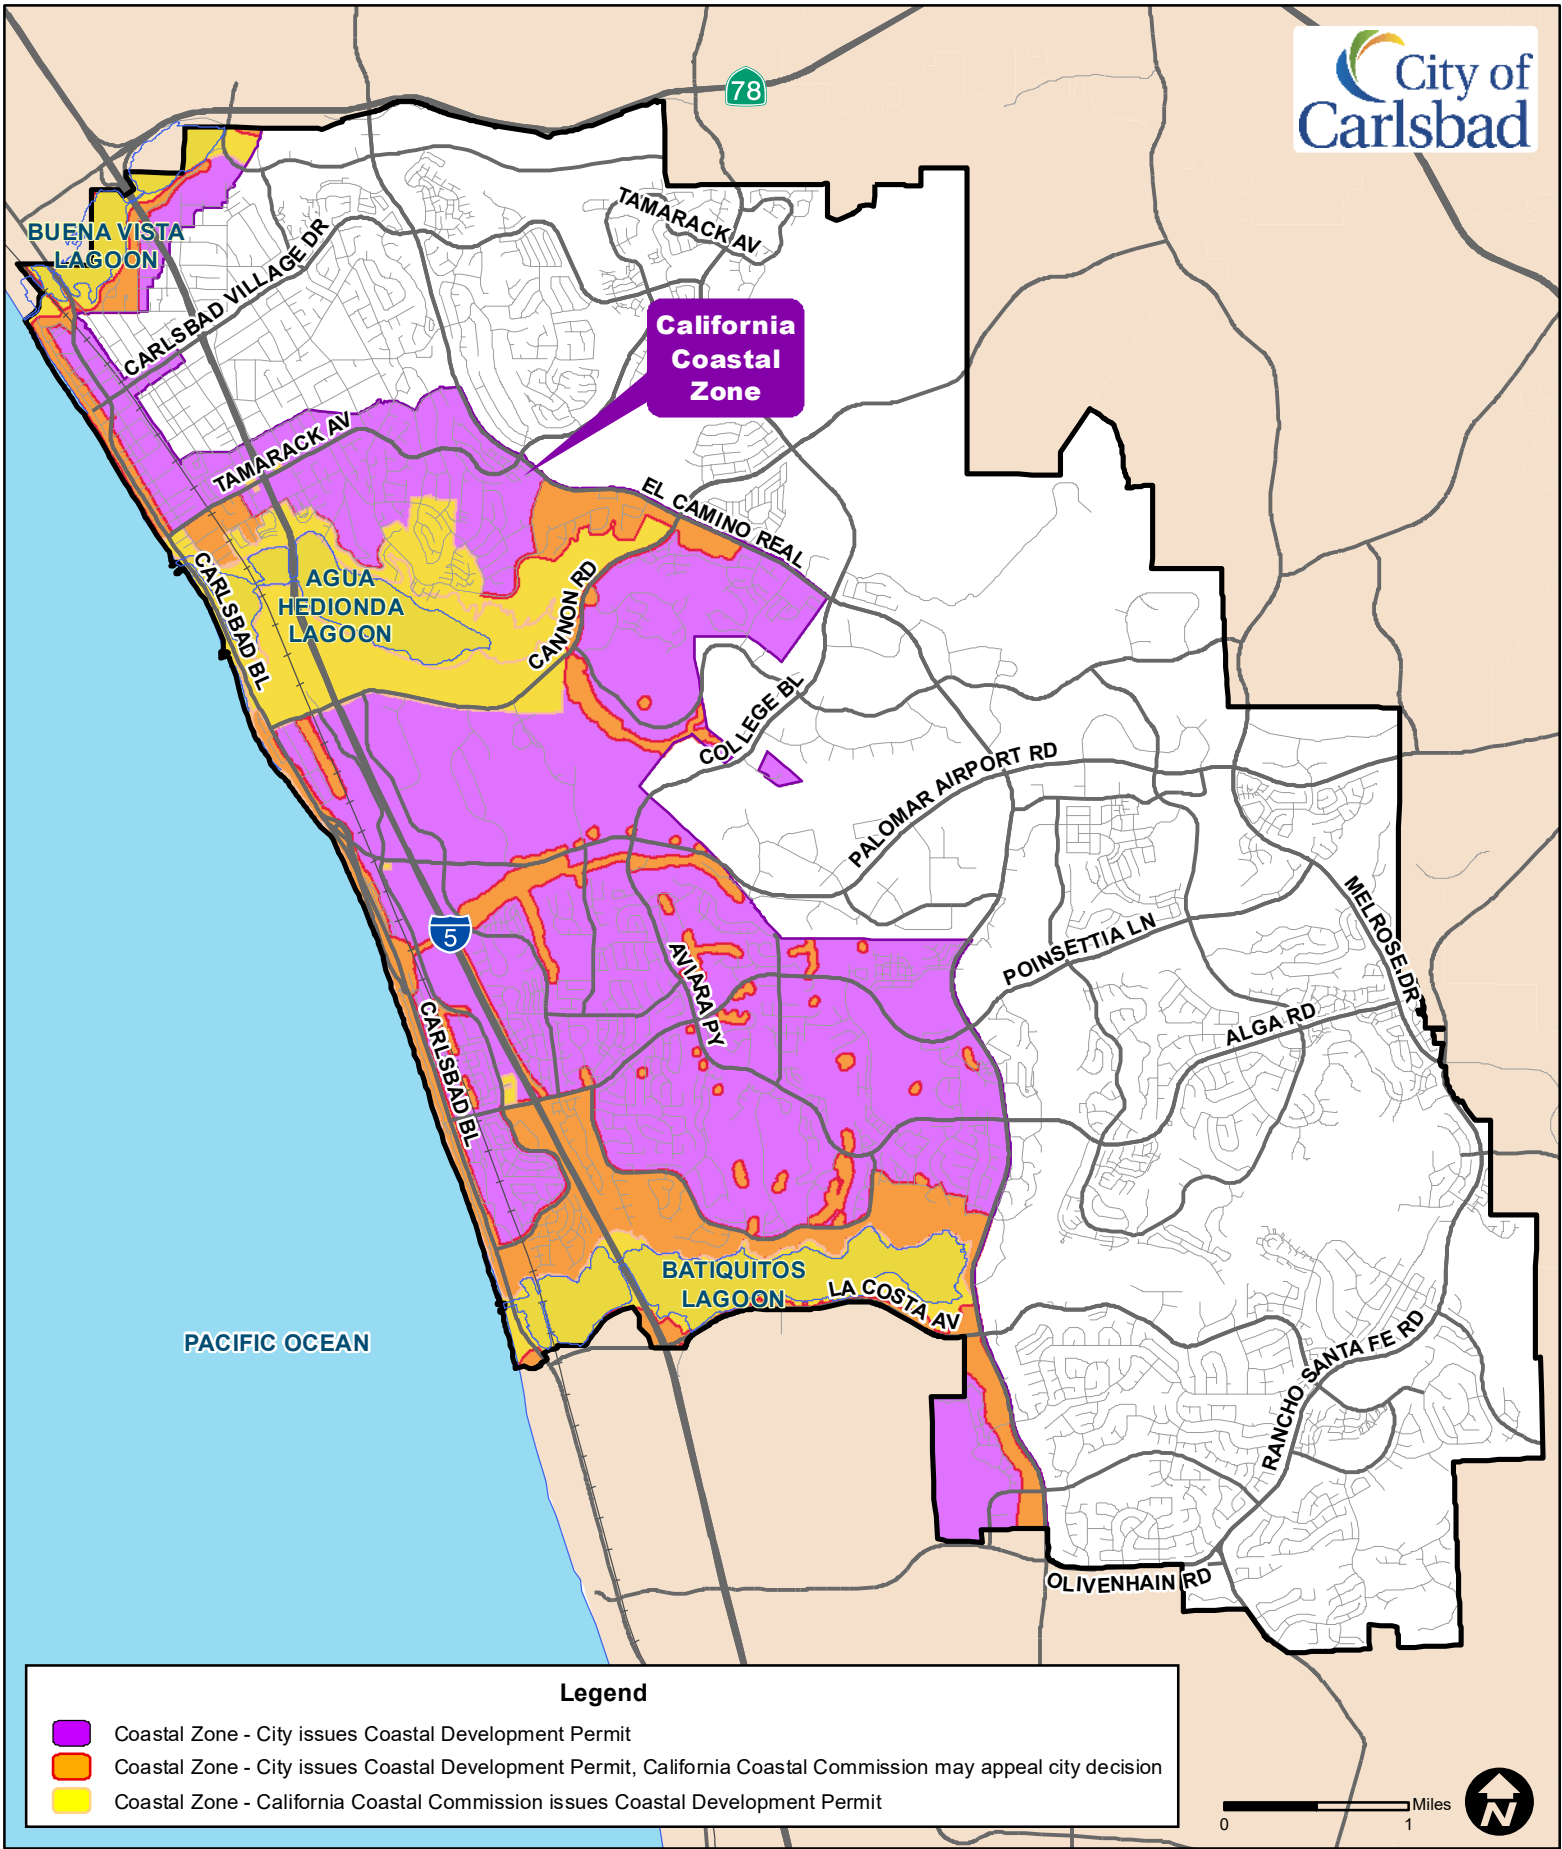 City of
Carlsbad
78
TAMARACK AV
BUENA VISTA
LAGOON
CARLSBAD VILLAGE DR
California
Coastal
Zone
TAMARACK AV
EL CAMINO REAL
CARLSBAD BL
AGUA
HEDIONDA
LAGOON
CANNON RD
COLLEGE BL
PALOMAR AIRPORT RD
MELROSE DR
5
AVIARA PY
POINSETTIA LN
ALGA RD
CARLSBAD BL
BATIQUITOS
LAGOON
LA COSTA AV
PACIFIC OCEAN
RANCHO SANTA FE RD
OLIVENHAIN RD
Legend
Coastal Zone - City issues Coastal Development Permit
Coastal Zone - City issues Coastal Development Permit, California Coastal Commission may appeal city decision
Coastal Zone - California Coastal Commission issues Coastal Development Permit
Miles
0 1
N